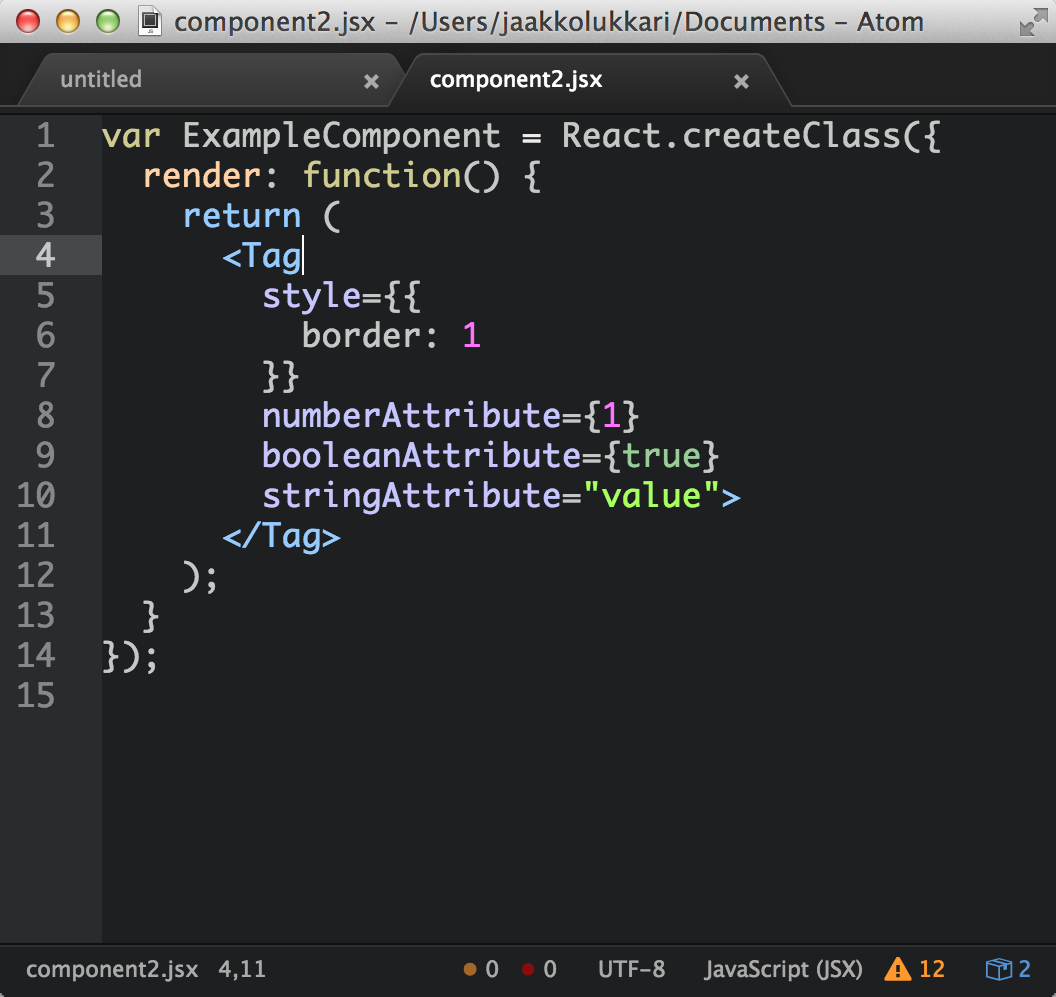 component2.jsx – /Users/jaakkolukkari/Documents – Atom
untitled × component2.jsx ×
1 var ExampleComponent = React.createClass({
2   render: function() {
3     return (
4       <Tag
5         style={{
6           border: 1
7         }}
8         numberAttribute={1}
9         booleanAttribute={true}
10         stringAttribute="value">
11       </Tag>
12     );
13   }
14 });
15
component2.jsx 4,11 0 0 UTF-8 JavaScript (JSX) 12 2